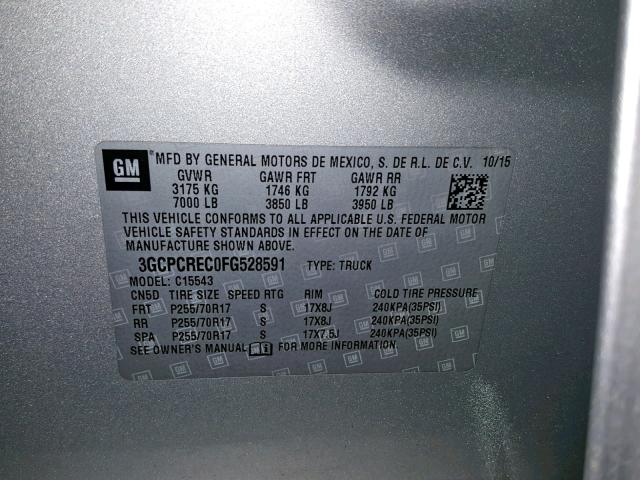 GM MFD BY GENERAL MOTORS DE MEXICO, S. DE R.L. DE C.V. 10/15
GVWR GAWR FRT GAWR RR
3175 KG 1746 KG 1792 KG
7000 LB 3850 LB 3950 LB
THIS VEHICLE CONFORMS TO ALL APPLICABLE U.S. FEDERAL MOTOR
VEHICLE SAFETY STANDARDS IN EFFECT ON THE DATE OF
MANUFACTURE SHOWN ABOVE.
3GCPCREC0FG528591 TYPE: TRUCK
MODEL: C15543
CN5D TIRE SIZE SPEED RTG RIM COLD TIRE PRESSURE
FRT P255/70R17 S 17X8J 240KPA(35PSI)
RR P255/70R17 S 17X8J 240KPA(35PSI)
SPA P255/70R17 S 17X7.5J 240KPA(35PSI)
SEE OWNER'S MANUAL FOR MORE INFORMATION.